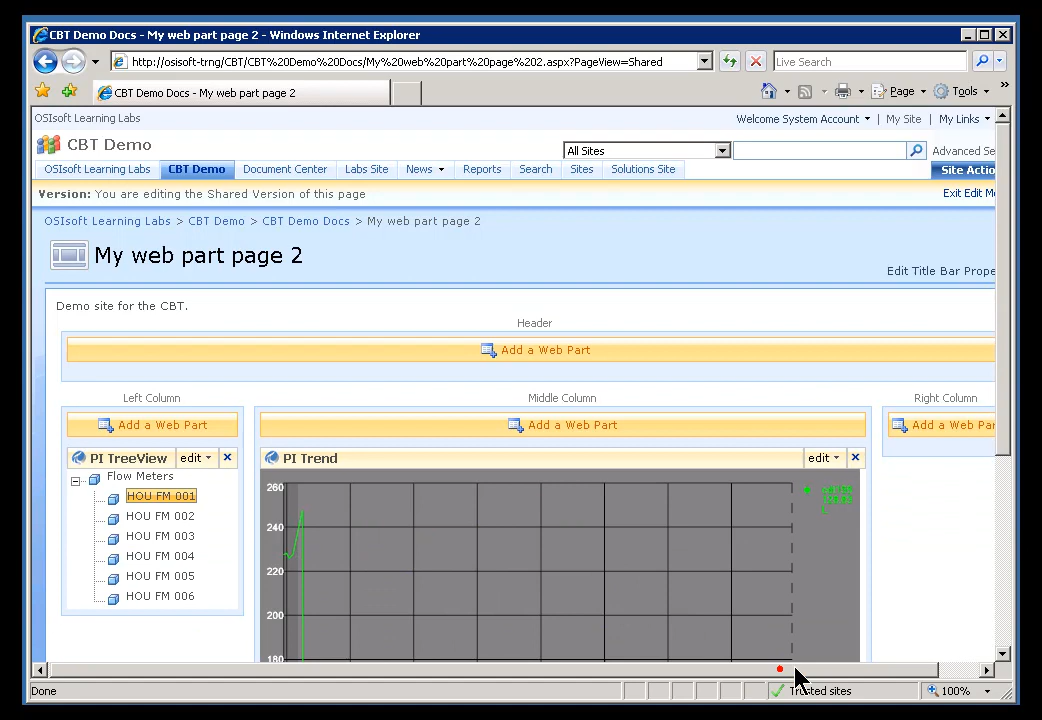 CBT Demo Docs - My web part page 2 - Windows Internet Explorer
http://osisoft-trng/CBT/CBT%20Demo%20Docs/My%20web%20part%20page%202.aspx?PageView=Shared
Live Search
CBT Demo Docs - My web part page 2
Page
Tools
OSIsoft Learning Labs
Welcome System Account
My Site
My Links
CBT Demo
All Sites
Advanced Se
OSIsoft Learning Labs
CBT Demo
Document Center
Labs Site
News
Reports
Search
Sites
Solutions Site
Site Actio
Version: You are editing the Shared Version of this page
Exit Edit M
OSIsoft Learning Labs > CBT Demo > CBT Demo Docs > My web part page 2
My web part page 2
Edit Title Bar Prope
Demo site for the CBT.
Header
Add a Web Part
Left Column
Middle Column
Right Column
Add a Web Part
Add a Web Part
Add a Web Par
PI TreeView
edit
PI Trend
edit
Flow Meters
HOU FM 001
HOU FM 002
HOU FM 003
HOU FM 004
HOU FM 005
HOU FM 006
260
240
220
200
180
Done
Trusted sites
100%